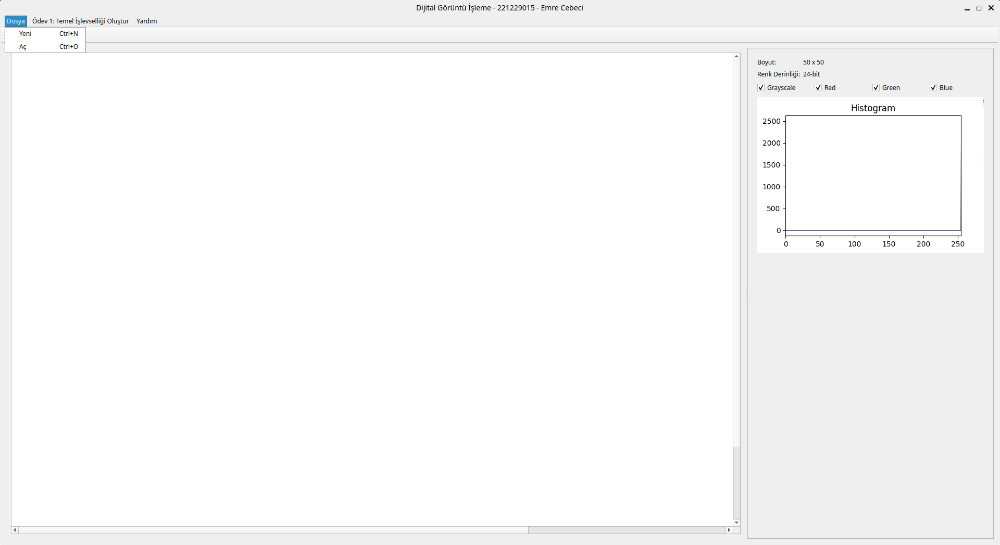 Dijital Görüntü İşleme - 221229015 - Emre Cebeci
Dosya Ödev 1: Temel İşlevselliği Oluştur Yardım
Yeni Ctrl+N
Aç Ctrl+O
Boyut: 50 x 50
Renk Derinliği: 24-bit
Grayscale Red Green Blue
Histogram
2500
2000
1500
1000
500
0
0 50 100 150 200 250